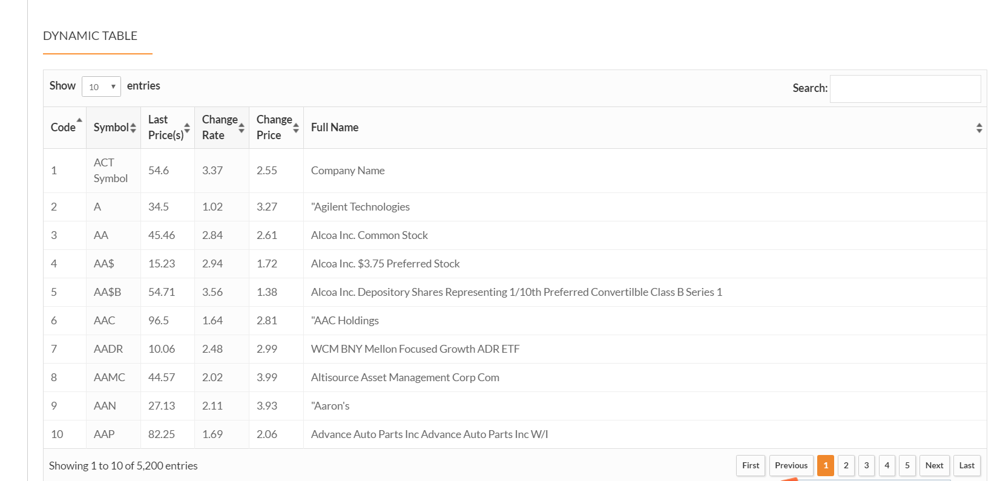 DYNAMIC TABLE
Show 10 entries Search:
Code Symbol Last Price(s) Change Rate Change Price Full Name
1 ACT Symbol 54.6 3.37 2.55 Company Name
2 A 34.5 1.02 3.27 "Agilent Technologies
3 AA 45.46 2.84 2.61 Alcoa Inc. Common Stock
4 AA$ 15.23 2.94 1.72 Alcoa Inc. $3.75 Preferred Stock
5 AA$B 54.71 3.56 1.38 Alcoa Inc. Depository Shares Representing 1/10th Preferred Convertilble Class B Series 1
6 AAC 96.5 1.64 2.81 "AAC Holdings
7 AADR 10.06 2.48 2.99 WCM BNY Mellon Focused Growth ADR ETF
8 AAMC 44.57 2.02 3.99 Altisource Asset Management Corp Com
9 AAN 27.13 2.11 3.93 "Aaron's
10 AAP 82.25 1.69 2.06 Advance Auto Parts Inc Advance Auto Parts Inc W/I
Showing 1 to 10 of 5,200 entries First Previous 1 2 3 4 5 Next Last